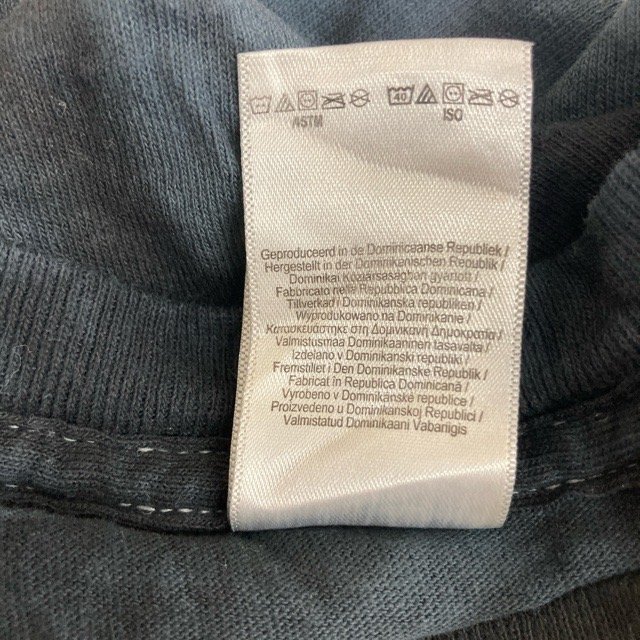 40
ASTM ISO
Geproduceerd in de Dominicaanse Republiek /
Hergestellt in der Dominikanischen Republik /
Dominikai Köztársaságban gyártott /
Fabbricato nella Repubblica Dominicana /
Tillverkad i Dominikanska republiken /
Wyprodukowano na Dominikanie /
Κατασκευάστηκε στη Δομινικανή Δημοκρατία /
Valmistusmaa Dominikaaninen tasavalta /
Izdelano v Dominikanski republiki /
Fremstillet i Den Dominikanske Republik /
Fabricat în Republica Dominicană /
Vyrobeno v Dominikánské republice /
Proizvedeno u Dominikanskoj Republici /
Valmistatud Dominikaani Vabariigis